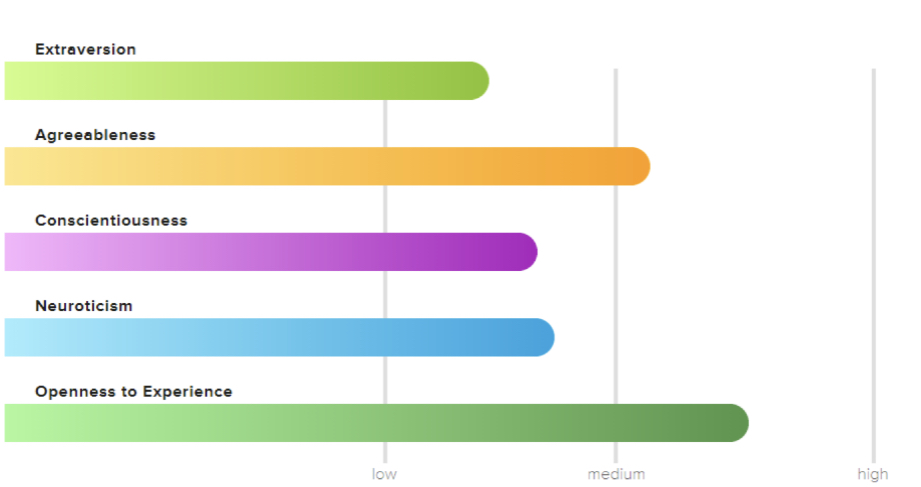 Extraversion
Agreeableness
Conscientiousness
Neuroticism
Openness to Experience
low medium high